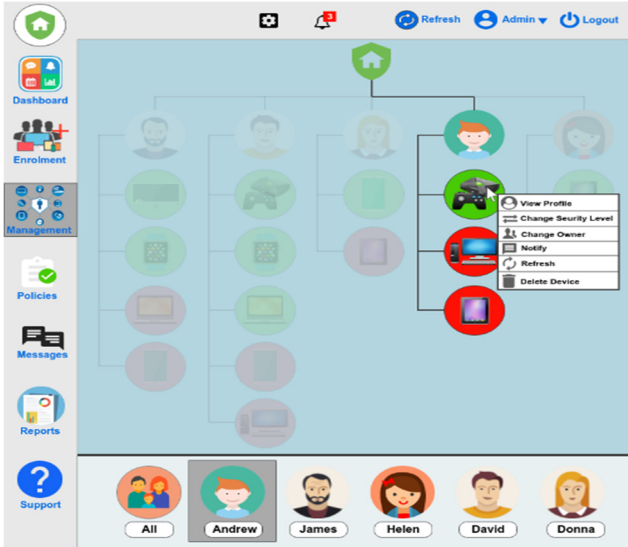 3
Refresh
Admin
Logout
Dashboard
Enrolment
Management
Policies
Messages
Reports
Support
View Profile
Change Seurity Level
Change Owner
Notify
Refresh
Delete Device
All
Andrew
James
Helen
David
Donna